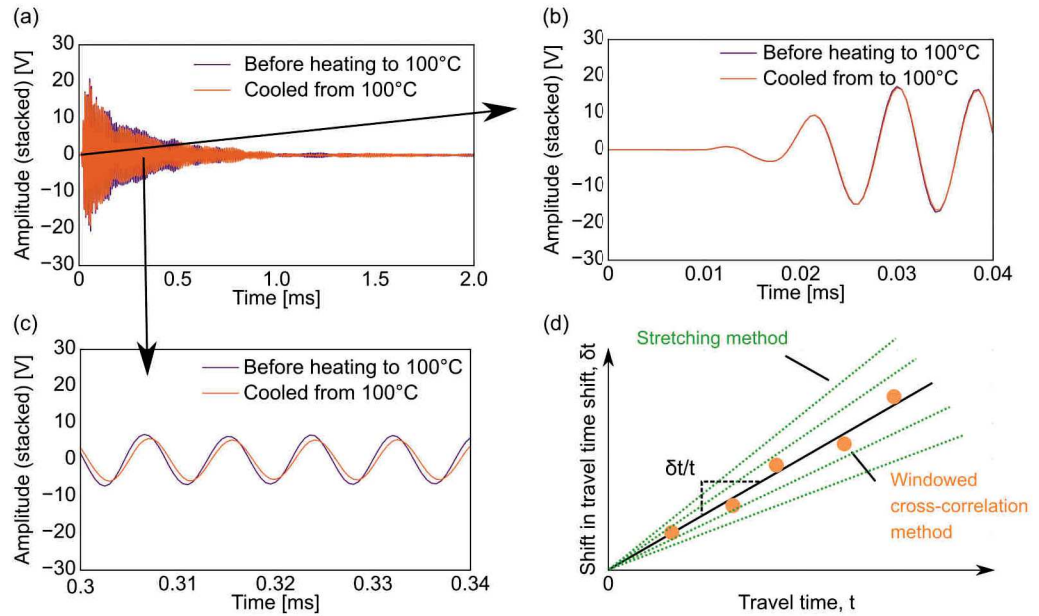 (a)
Amplitude (stacked) [V]
30
20
10
0
−10
−20
−30
Before heating to 100°C
Cooled from 100°C
0
0.5
1.0
1.5
2.0
Time [ms]
(b)
Amplitude (stacked) [V]
30
20
10
0
−10
−20
−30
Before heating to 100°C
Cooled from to 100°C
0
0.01
0.02
0.03
0.04
Time [ms]
(c)
Amplitude (stacked) [V]
30
20
10
0
−10
−20
−30
Before heating to 100°C
Cooled from 100°C
0.3
0.31
0.32
0.33
0.34
Time [ms]
(d)
Shift in travel time shift, δt
Stretching method
δt/t
Windowed
cross-correlation
method
0
Travel time, t